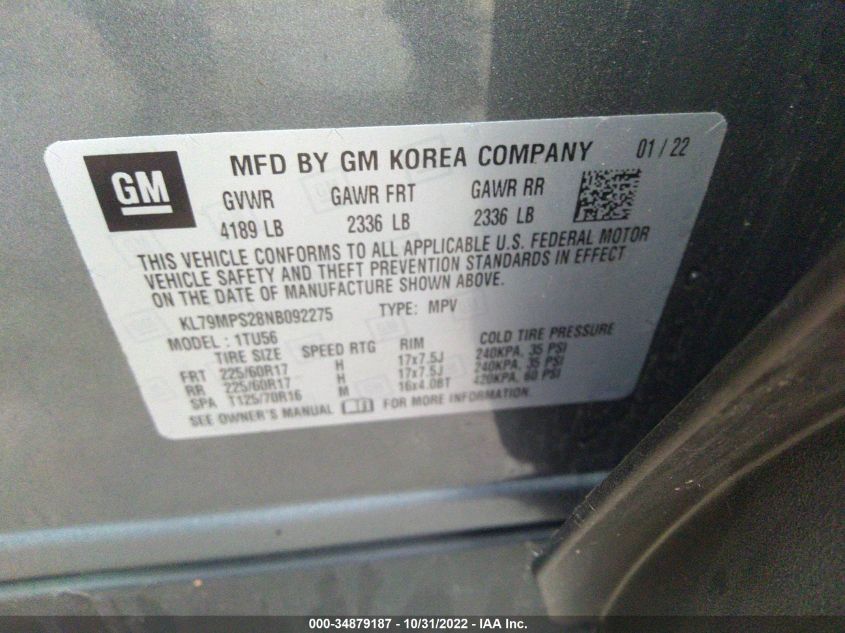 GM
MFD BY GM KOREA COMPANY 01 / 22
GVWR GAWR FRT GAWR RR
4189 LB 2336 LB 2336 LB
THIS VEHICLE CONFORMS TO ALL APPLICABLE U.S. FEDERAL MOTOR
VEHICLE SAFETY AND THEFT PREVENTION STANDARDS IN EFFECT
ON THE DATE OF MANUFACTURE SHOWN ABOVE.
KL79MPS28NB092275 TYPE: MPV
MODEL: 1TU56
TIRE SIZE SPEED RTG RIM COLD TIRE PRESSURE
FRT 225/60R17 H 17x7.5J 240KPA, 35 PSI
RR 225/60R17 H 17x7.5J 240KPA, 35 PSI
SPA T125/70R16 M 16x4.0BT 420KPA, 60 PSI
SEE OWNER'S MANUAL FOR MORE INFORMATION.
000-34879187 - 10/31/2022 - IAA Inc.